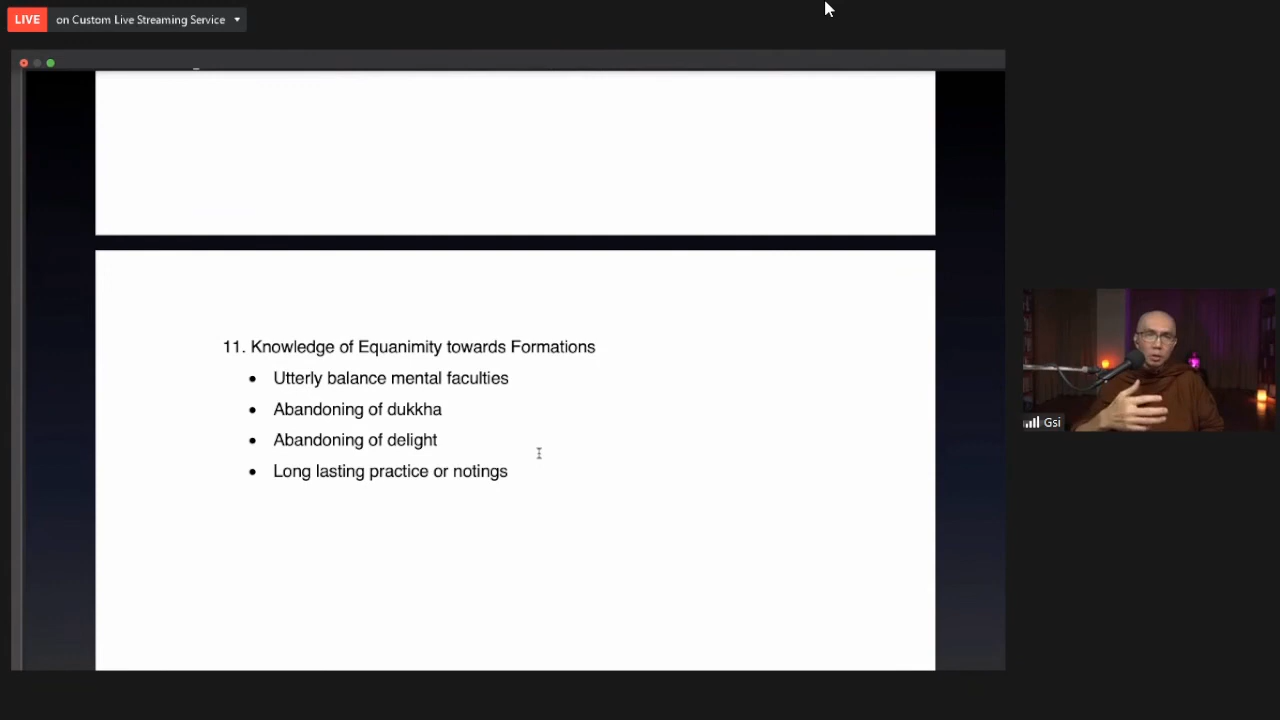 LIVE on Custom Live Streaming Service
11. Knowledge of Equanimity towards Formations
• Utterly balance mental faculties
• Abandoning of dukkha
• Abandoning of delight
• Long lasting practice or notings
Gsi